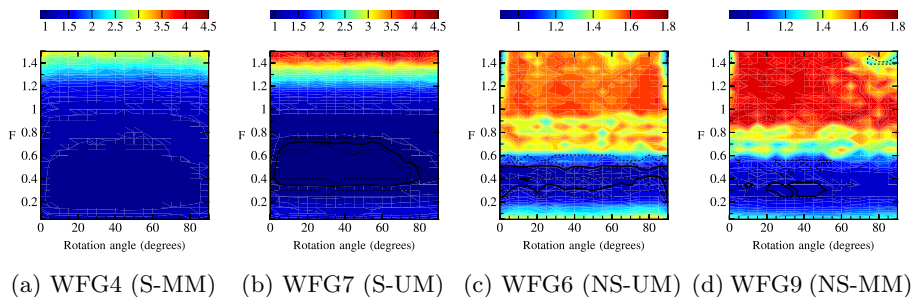 1 1.5 2 2.5 3 3.5 4 4.5 1 1.5 2 2.5 3 3.5 4 4.5 1 1.2 1.4 1.6 1.8 1 1.2 1.4 1.6 1.8
1.4 1.4 1.4 1.4
1.2 1.2 1.2 1.2
1 1 1 1
F 0.8 F 0.8 F 0.8 F 0.8
0.6 0.6 0.6 0.6
0.4 0.4 0.4 0.4
0.2 0.2 0.2 0.2
0 20 40 60 80 0 20 40 60 80 0 20 40 60 80 0 20 40 60 80
Rotation angle (degrees) Rotation angle (degrees) Rotation angle (degrees) Rotation angle (degrees)
(a) WFG4 (S-MM) (b) WFG7 (S-UM) (c) WFG6 (NS-UM) (d) WFG9 (NS-MM)